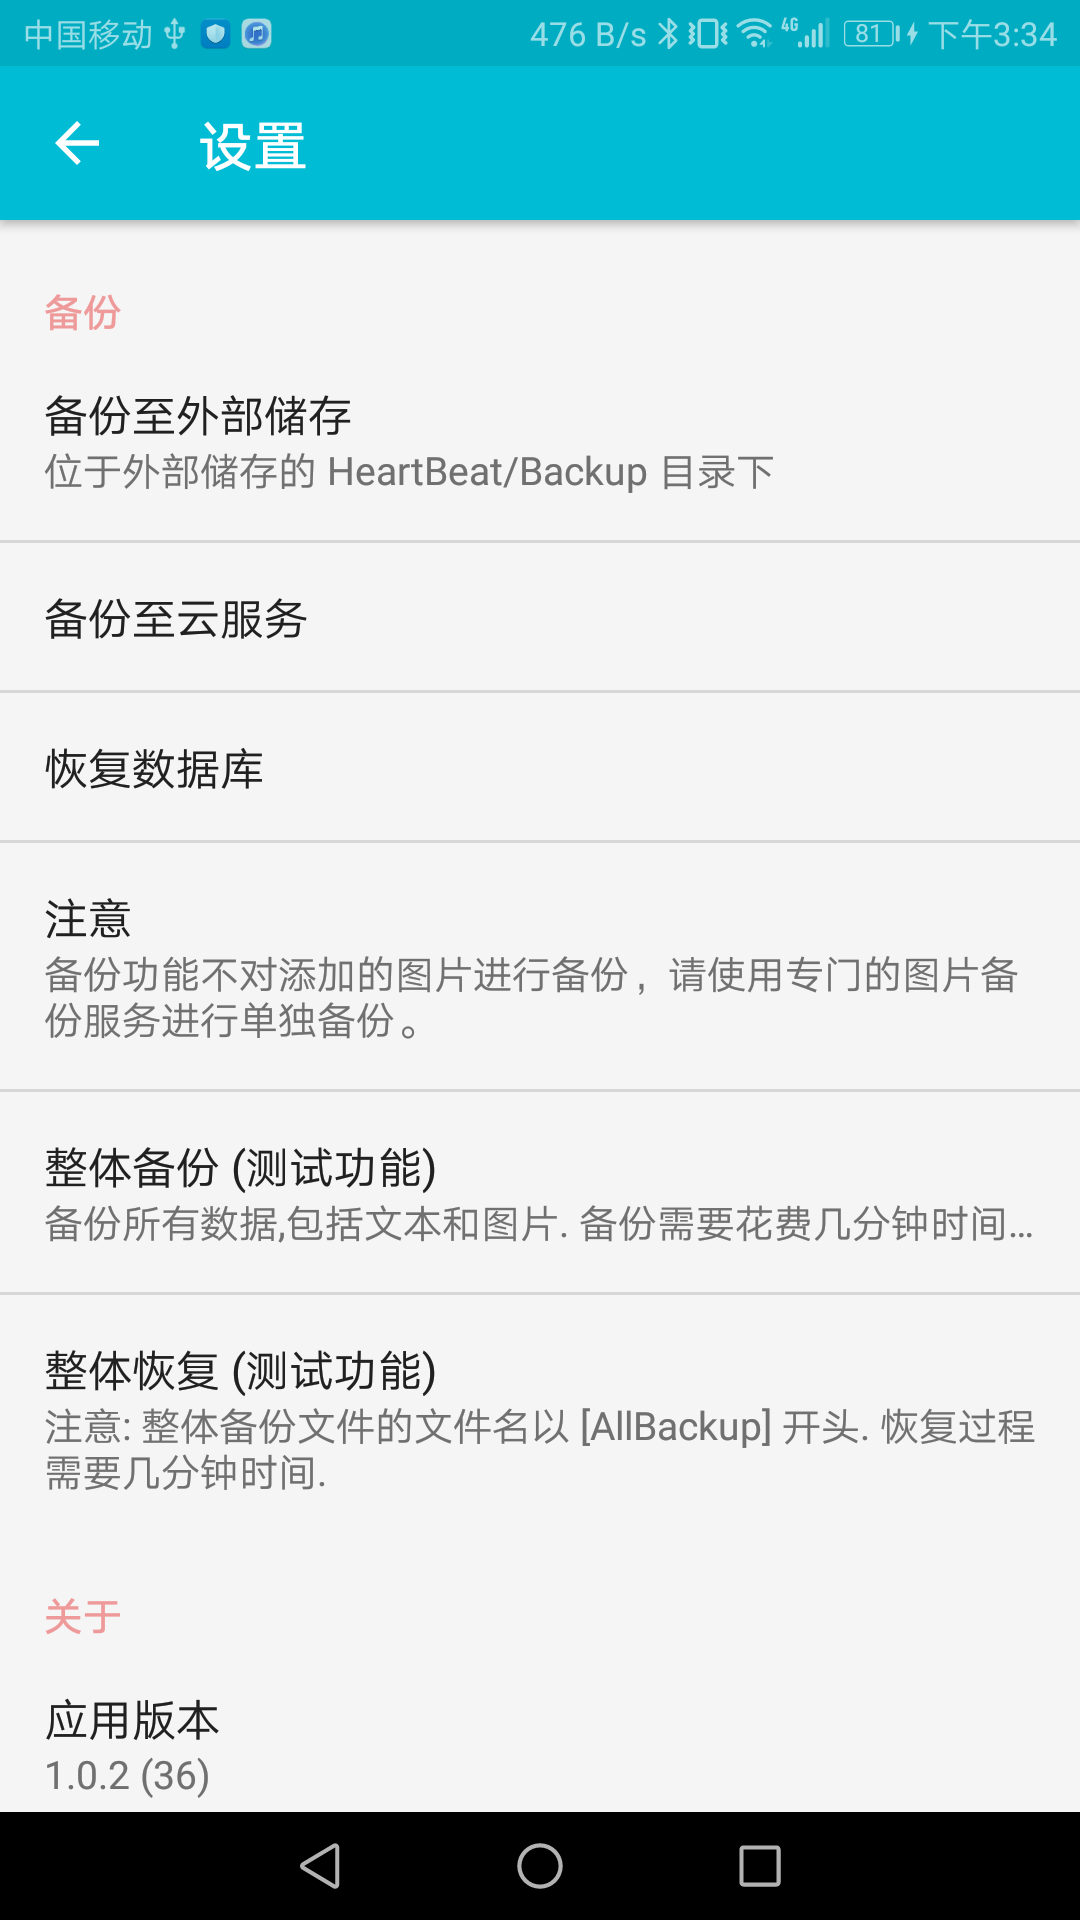 中国移动 476 B/s 4G 81 下午3:34
设置
备份
备份至外部储存
位于外部储存的 HeartBeat/Backup 目录下
备份至云服务
恢复数据库
注意
备份功能不对添加的图片进行备份，请使用专门的图片备
份服务进行单独备份。
整体备份 (测试功能)
备份所有数据,包括文本和图片. 备份需要花费几分钟时间...
整体恢复 (测试功能)
注意: 整体备份文件的文件名以 [AllBackup] 开头. 恢复过程
需要几分钟时间.
关于
应用版本
1.0.2 (36)